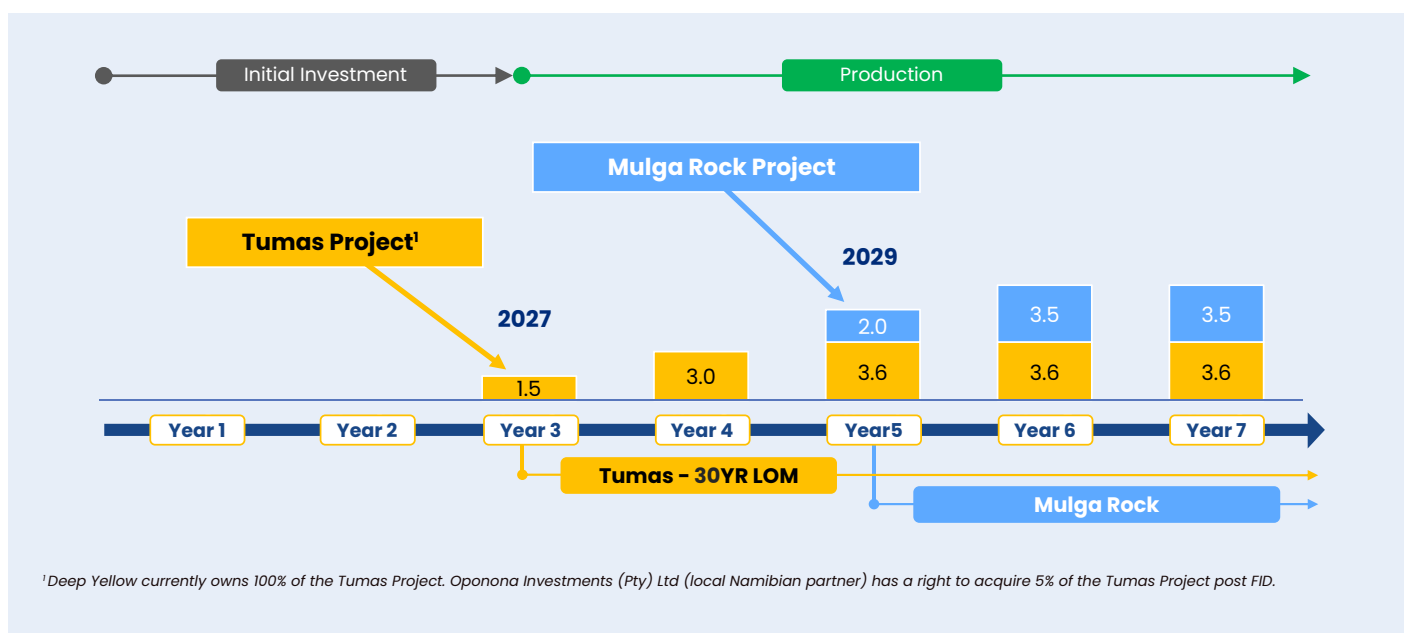 Initial Investment
Production
Mulga Rock Project
Tumas Project¹
2029
2027
2.0
3.5
3.5
1.5
3.0
3.6
3.6
3.6
Year 1
Year 2
Year 3
Year 4
Year5
Year 6
Year 7
Tumas - 30YR LOM
Mulga Rock
¹Deep Yellow currently owns 100% of the Tumas Project. Oponona Investments (Pty) Ltd (local Namibian partner) has a right to acquire 5% of the Tumas Project post FID.